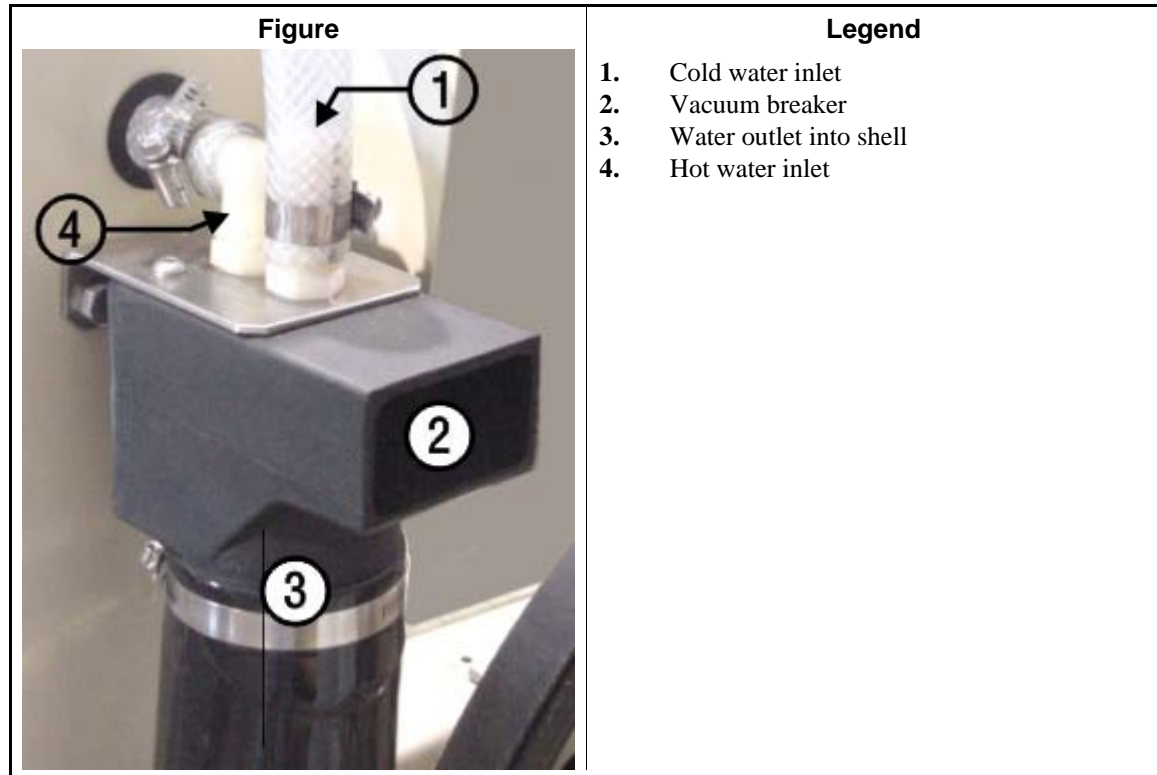 Figure
Legend
1
4
2
3
1. Cold water inlet
2. Vacuum breaker
3. Water outlet into shell
4. Hot water inlet